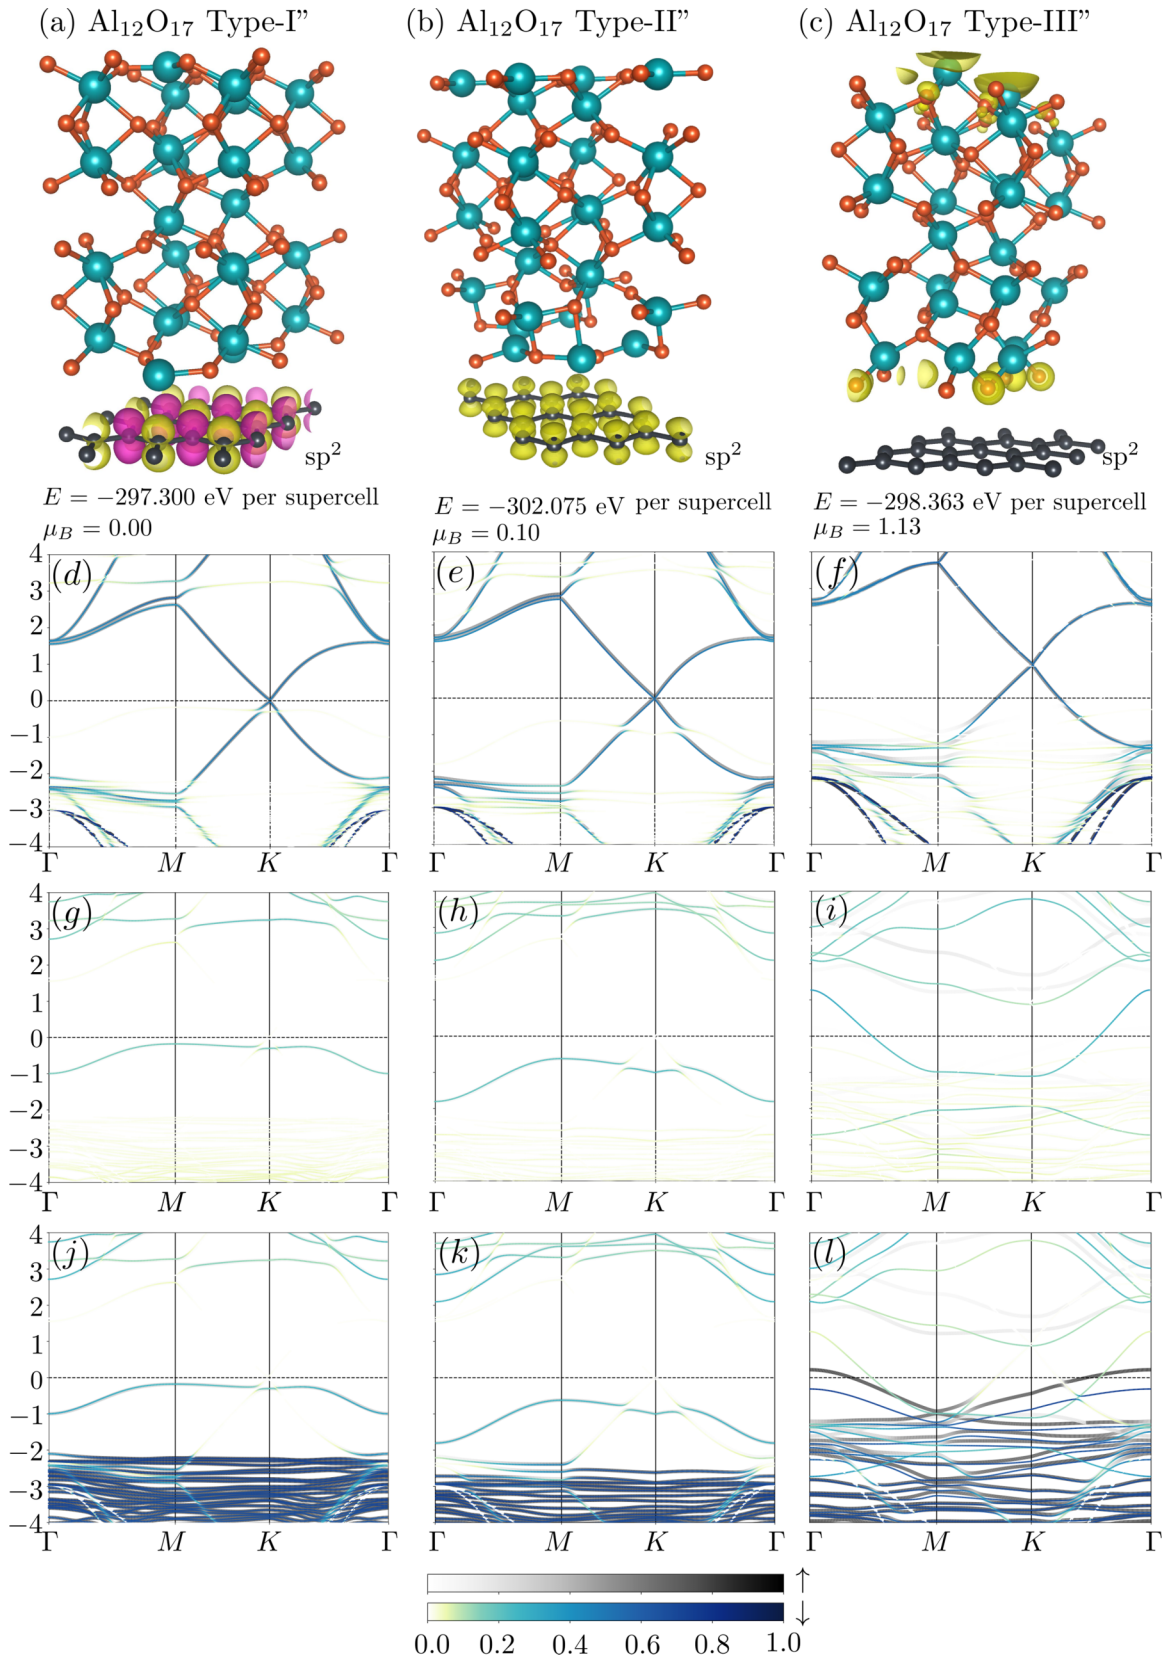 (a) Al₁₂O₁₇ Type-I” (b) Al₁₂O₁₇ Type-II” (c) Al₁₂O₁₇ Type-III”
sp² sp² sp²
E = −297.300 eV per supercell E = −302.075 eV per supercell E = −298.363 eV per supercell
μ_B = 0.00 μ_B = 0.10 μ_B = 1.13
(d) (e) (f)
4
3
2
1
0
−1
−2
−3
−4
Γ M K Γ Γ M K Γ Γ M K Γ
(g) (h) (i)
4
3
2
1
0
−1
−2
−3
−4
Γ M K Γ Γ M K Γ Γ M K Γ
(j) (k) (l)
4
3
2
1
0
−1
−2
−3
−4
Γ M K Γ Γ M K Γ Γ M K Γ
↑
↓
0.0 0.2 0.4 0.6 0.8 1.0